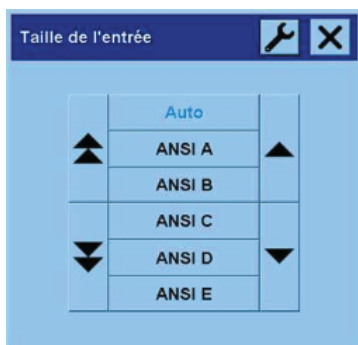 Taille de l'entrée
Auto
ANSI A
ANSI B
ANSI C
ANSI D
ANSI E